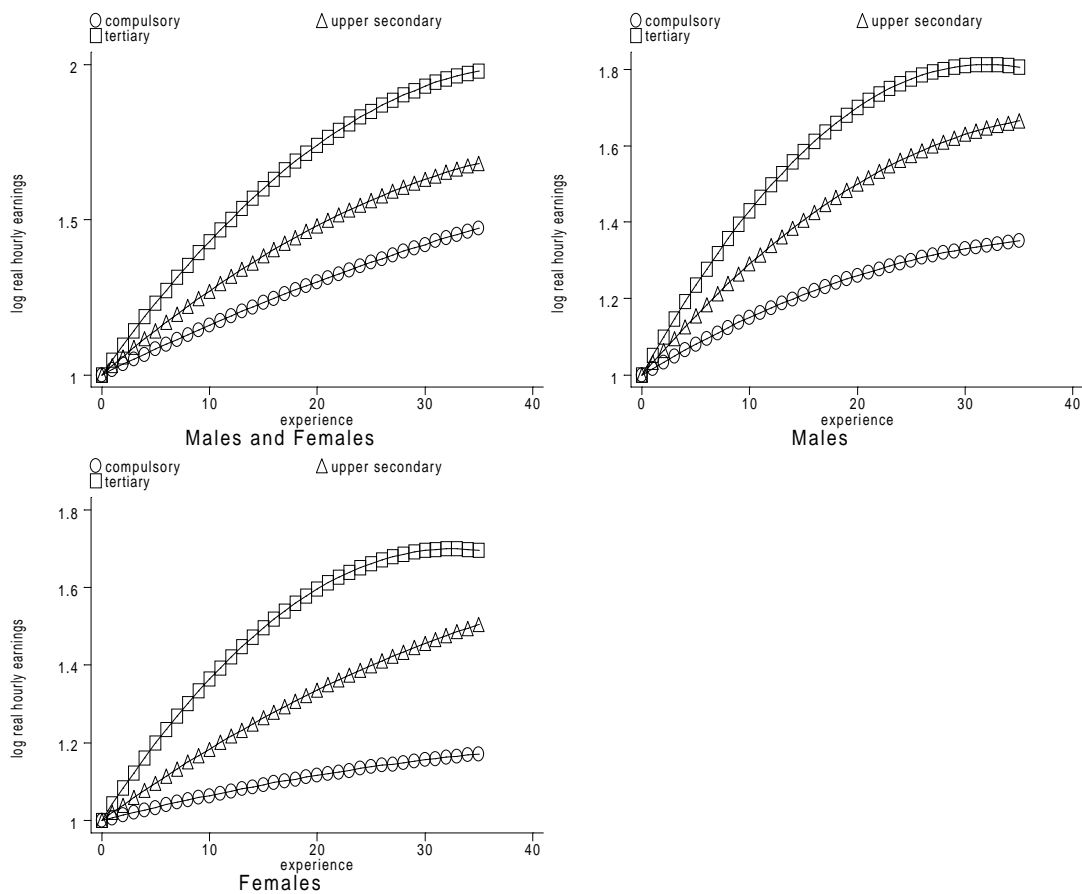 compulsory upper secondary
tertiary
log real hourly earnings
2
1.5
1
0 10 20 30 40
experience
Males and Females
compulsory upper secondary
tertiary
log real hourly earnings
1.8
1.6
1.4
1.2
1
0 10 20 30 40
experience
Males
compulsory upper secondary
tertiary
log real hourly earnings
1.8
1.6
1.4
1.2
1
0 10 20 30 40
experience
Females